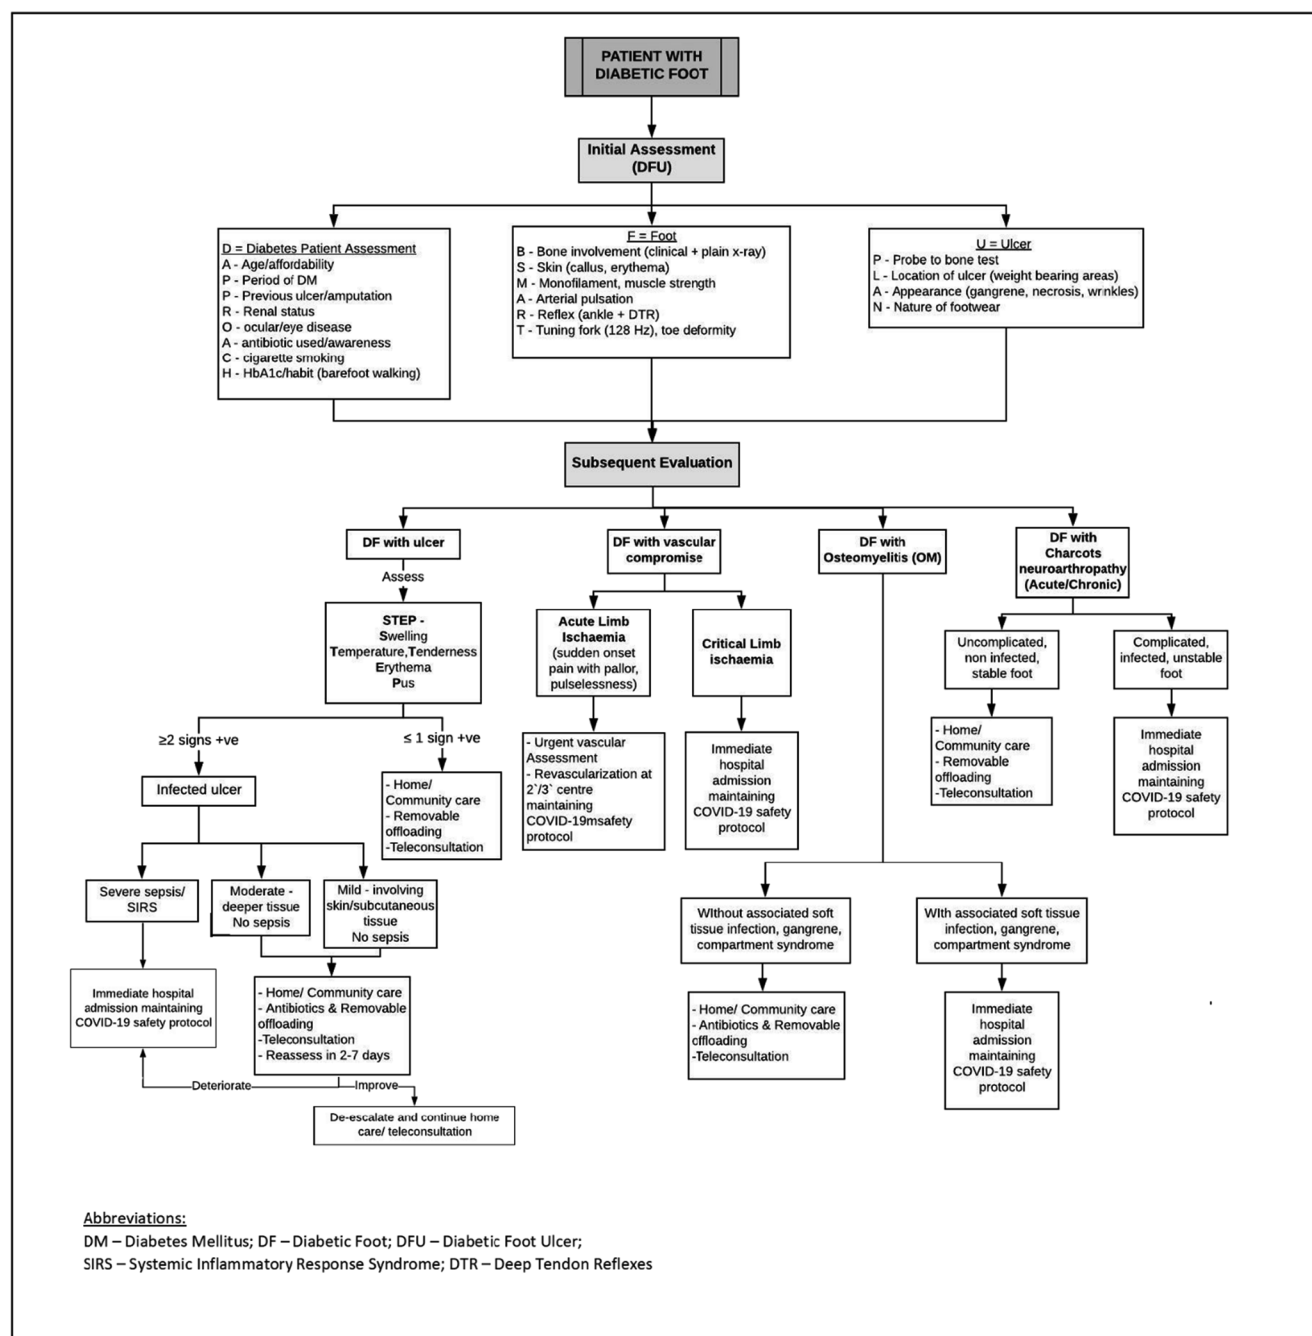 PATIENT WITH
DIABETIC FOOT
Initial Assessment
(DFU)
D = Diabetes Patient Assessment
A - Age/affordability
P - Period of DM
P - Previous ulcer/amputation
R - Renal status
O - ocular/eye disease
A - antibiotic used/awareness
C - cigarette smoking
H - HbA1c/habit (barefoot walking)
F = Foot
B - Bone involvement (clinical + plain x-ray)
S - Skin (callus, erythema)
M - Monofilament, muscle strength
A - Arterial pulsation
R - Reflex (ankle + DTR)
T - Tuning fork (128 Hz), toe deformity
U = Ulcer
P - Probe to bone test
L - Location of ulcer (weight bearing areas)
A - Appearance (gangrene, necrosis, wrinkles)
N - Nature of footwear
Subsequent Evaluation
DF with ulcer
Assess
STEP -
Swelling
Temperature,Tenderness
Erythema
Pus
≥2 signs +ve
≤ 1 sign +ve
Infected ulcer
- Home/
Community care
- Removable
offloading
-Teleconsultation
Severe sepsis/
SIRS
Moderate -
deeper tissue
No sepsis
Mild - involving
skin/subcutaneous
tissue
No sepsis
Immediate hospital
admission maintaining
COVID-19 safety protocol
- Home/ Community care
- Antibiotics & Removable
offloading
-Teleconsultation
- Reassess in 2-7 days
Deteriorate
Improve
De-escalate and continue home
care/ teleconsultation
DF with vascular
compromise
Acute Limb
Ischaemia
(sudden onset
pain with pallor,
pulselessness)
Critical Limb
ischaemia
- Urgent vascular
Assessment
- Revascularization at
2`/3` centre
maintaining
COVID-19msafety
protocol
Immediate
hospital
admission
maintaining
COVID-19 safety
protocol
DF with
Osteomyelitis (OM)
WIthout associated soft
tissue infection, gangrene,
compartment syndrome
WIth associated soft tissue
infection, gangrene,
compartment syndrome
- Home/ Community care
- Antibiotics & Removable
offloading
-Teleconsultation
Immediate
hospital
admission
maintaining
COVID-19 safety
protocol
DF with
Charcots
neuroarthropathy
(Acute/Chronic)
Uncomplicated,
non infected,
stable foot
Complicated,
infected, unstable
foot
- Home/
Community care
- Removable
offloading
-Teleconsultation
Immediate
hospital
admission
maintaining
COVID-19 safety
protocol
Abbreviations:
DM – Diabetes Mellitus; DF – Diabetic Foot; DFU – Diabetic Foot Ulcer;
SIRS – Systemic Inflammatory Response Syndrome; DTR – Deep Tendon Reflexes